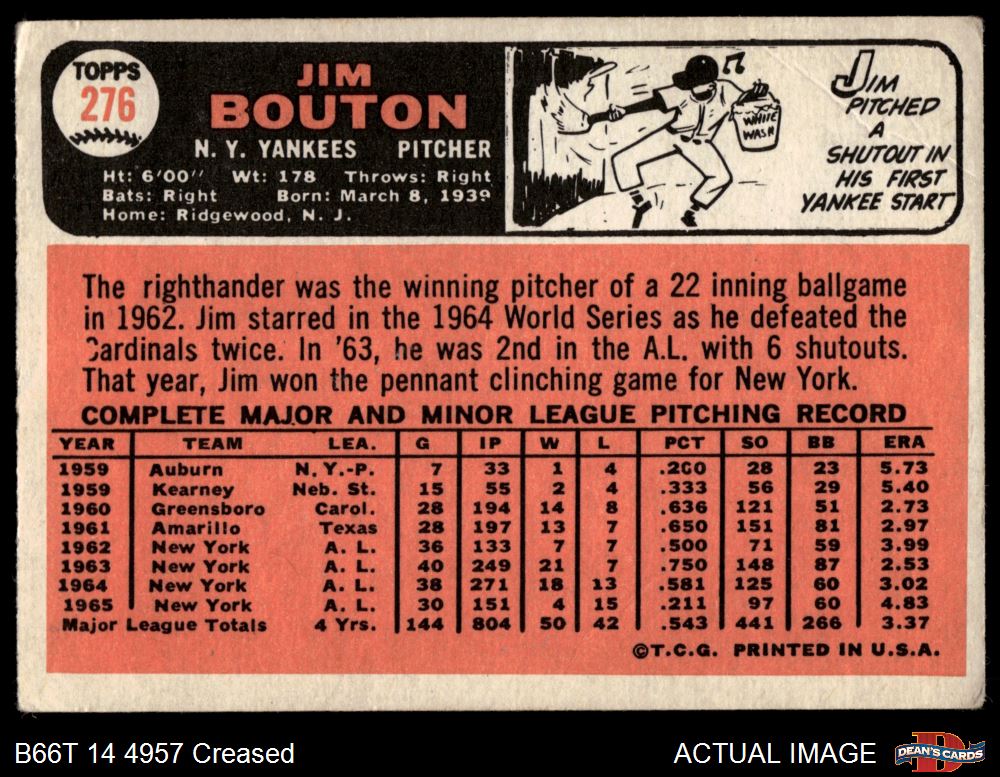 TOPPS
276
JIM
BOUTON
N. Y. YANKEES PITCHER
Ht: 6'00" Wt: 178 Throws: Right
Bats: Right Born: March 8, 1939
Home: Ridgewood, N. J.
WHITE
WASH
JIM
PITCHED
A
SHUTOUT IN
HIS FIRST
YANKEE START
The righthander was the winning pitcher of a 22 inning ballgame
in 1962. Jim starred in the 1964 World Series as he defeated the
Cardinals twice. In '63, he was 2nd in the A.L. with 6 shutouts.
That year, Jim won the pennant clinching game for New York.
COMPLETE MAJOR AND MINOR LEAGUE PITCHING RECORD
YEAR TEAM LEA. G IP W L PCT SO BB ERA
1959 Auburn N.Y.-P. 7 33 1 4 .200 28 23 5.73
1959 Kearney Neb. St. 15 55 2 4 .333 56 29 5.40
1960 Greensboro Carol. 28 194 14 8 .636 121 51 2.73
1961 Amarillo Texas 28 197 13 7 .650 151 81 2.97
1962 New York A. L. 36 133 7 7 .500 71 59 3.99
1963 New York A. L. 40 249 21 7 .750 148 87 2.53
1964 New York A. L. 38 271 18 13 .581 125 60 3.02
1965 New York A. L. 30 151 4 15 .211 97 60 4.83
Major League Totals 4 Yrs. 144 804 50 42 .543 441 266 3.37
©T.C.G. PRINTED IN U.S.A.
B66T 14 4957 Creased
ACTUAL IMAGE
DEAN'S CARDS